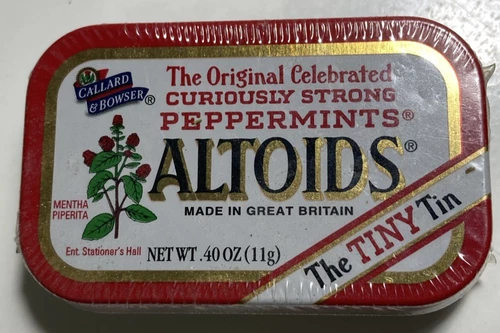 CALLARD
& BOWSER®
The Original Celebrated
CURIOUSLY STRONG
PEPPERMINTS®
ALTOIDS®
MADE IN GREAT BRITAIN
MENTHA
PIPERITA
Ent. Stationer's Hall
NET WT .40 OZ (11g)
The TINY Tin